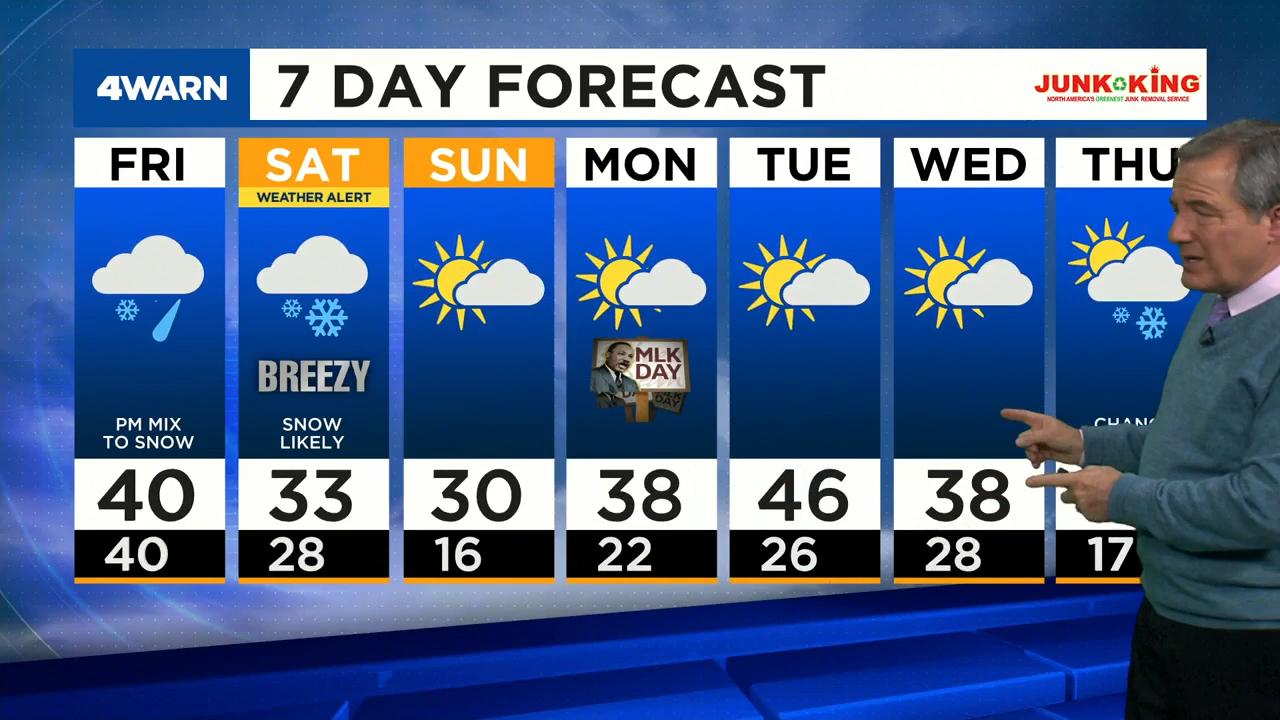 4WARN
7 DAY FORECAST
JUNK KING
NORTH AMERICA'S GREENEST JUNK REMOVAL SERVICE
FRI
SAT
SUN
MON
TUE
WED
THU
WEATHER ALERT
BREEZY
MLK
DAY
PM MIX
TO SNOW
SNOW
LIKELY
40
33
30
38
46
38
40
28
16
22
26
28
17